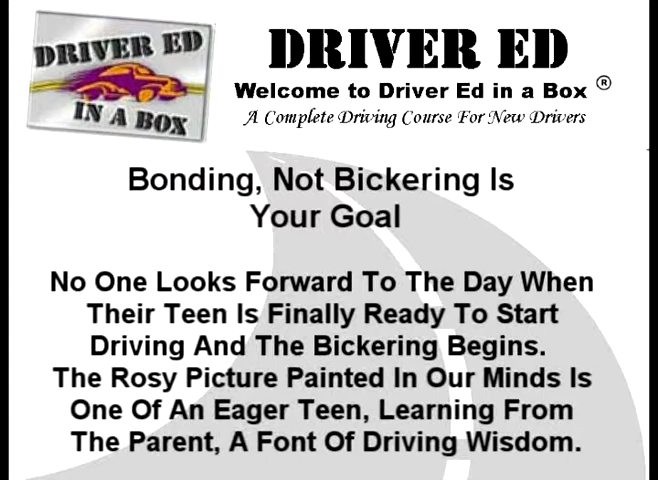 DRIVER ED
IN A BOX
DRIVER ED
Welcome to Driver Ed in a Box ®
A Complete Driving Course For New Drivers
Bonding, Not Bickering Is
Your Goal
No One Looks Forward To The Day When
Their Teen Is Finally Ready To Start
Driving And The Bickering Begins.
The Rosy Picture Painted In Our Minds Is
One Of An Eager Teen, Learning From
The Parent, A Font Of Driving Wisdom.